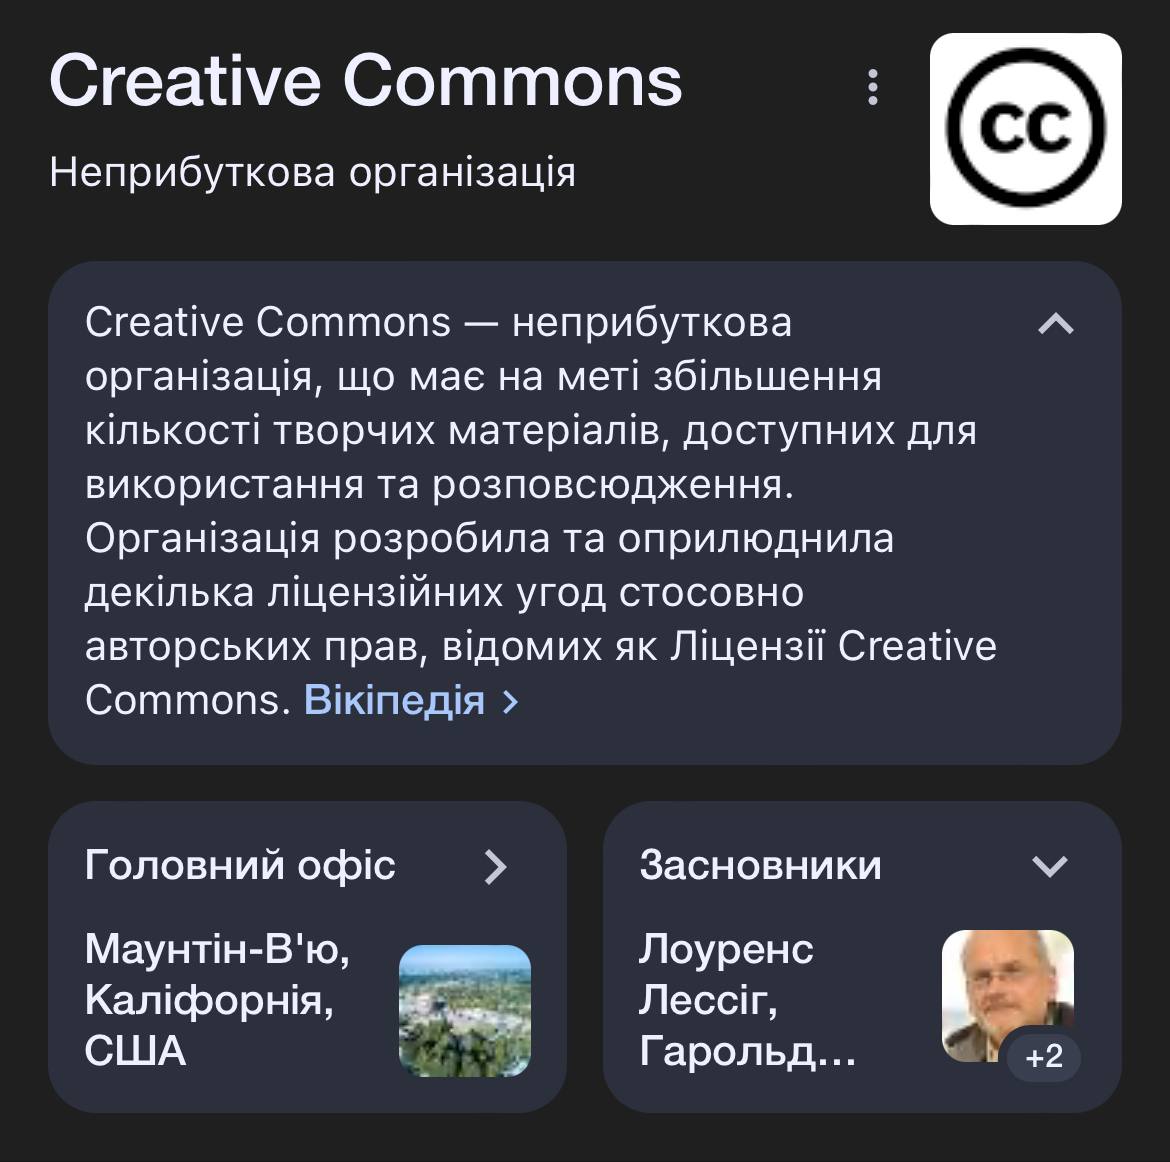 Creative Commons
cc
Неприбуткова організація
Creative Commons — неприбуткова
організація, що має на меті збільшення
кількості творчих матеріалів, доступних для
використання та розповсюдження.
Організація розробила та оприлюднила
декілька ліцензійних угод стосовно
авторських прав, відомих як Ліцензії Creative
Commons. Вікіпедія
Головний офіс
Маунтін-В'ю,
Каліфорнія,
США
Засновники
Лоуренс
Лессіг,
Гарольд...
+2